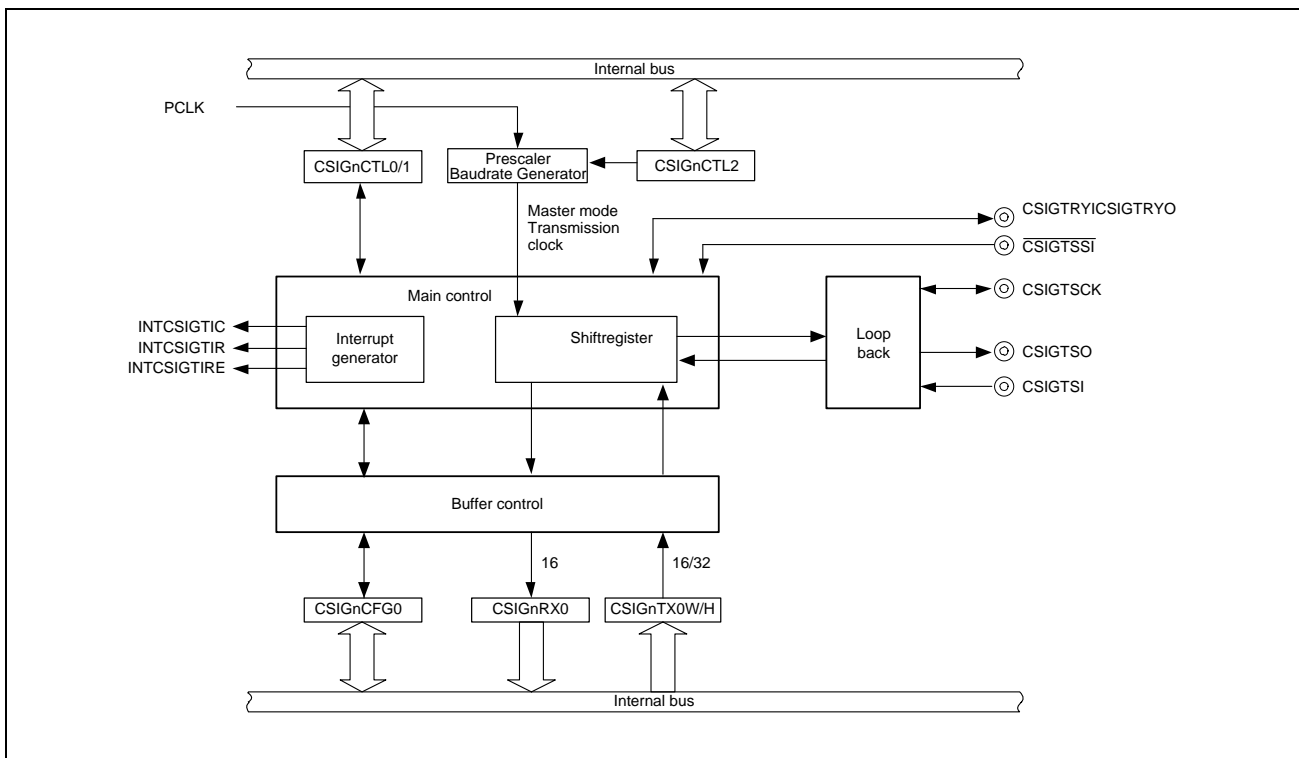 Internal bus
PCLK
CSIGnCTL0/1
Prescaler
Baudrate Generator
CSIGnCTL2
Master mode
Transmission
clock
CSIGTRYICSIGTRYO
CSIGTSSI
Main control
CSIGTSCK
INTCSIGTIC
INTCSIGTIR
INTCSIGTIRE
Interrupt
generator
Shiftregister
Loop
back
CSIGTSO
CSIGTSI
Buffer control
16
16/32
CSIGnCFG0
CSIGnRX0
CSIGnTX0W/H
Internal bus